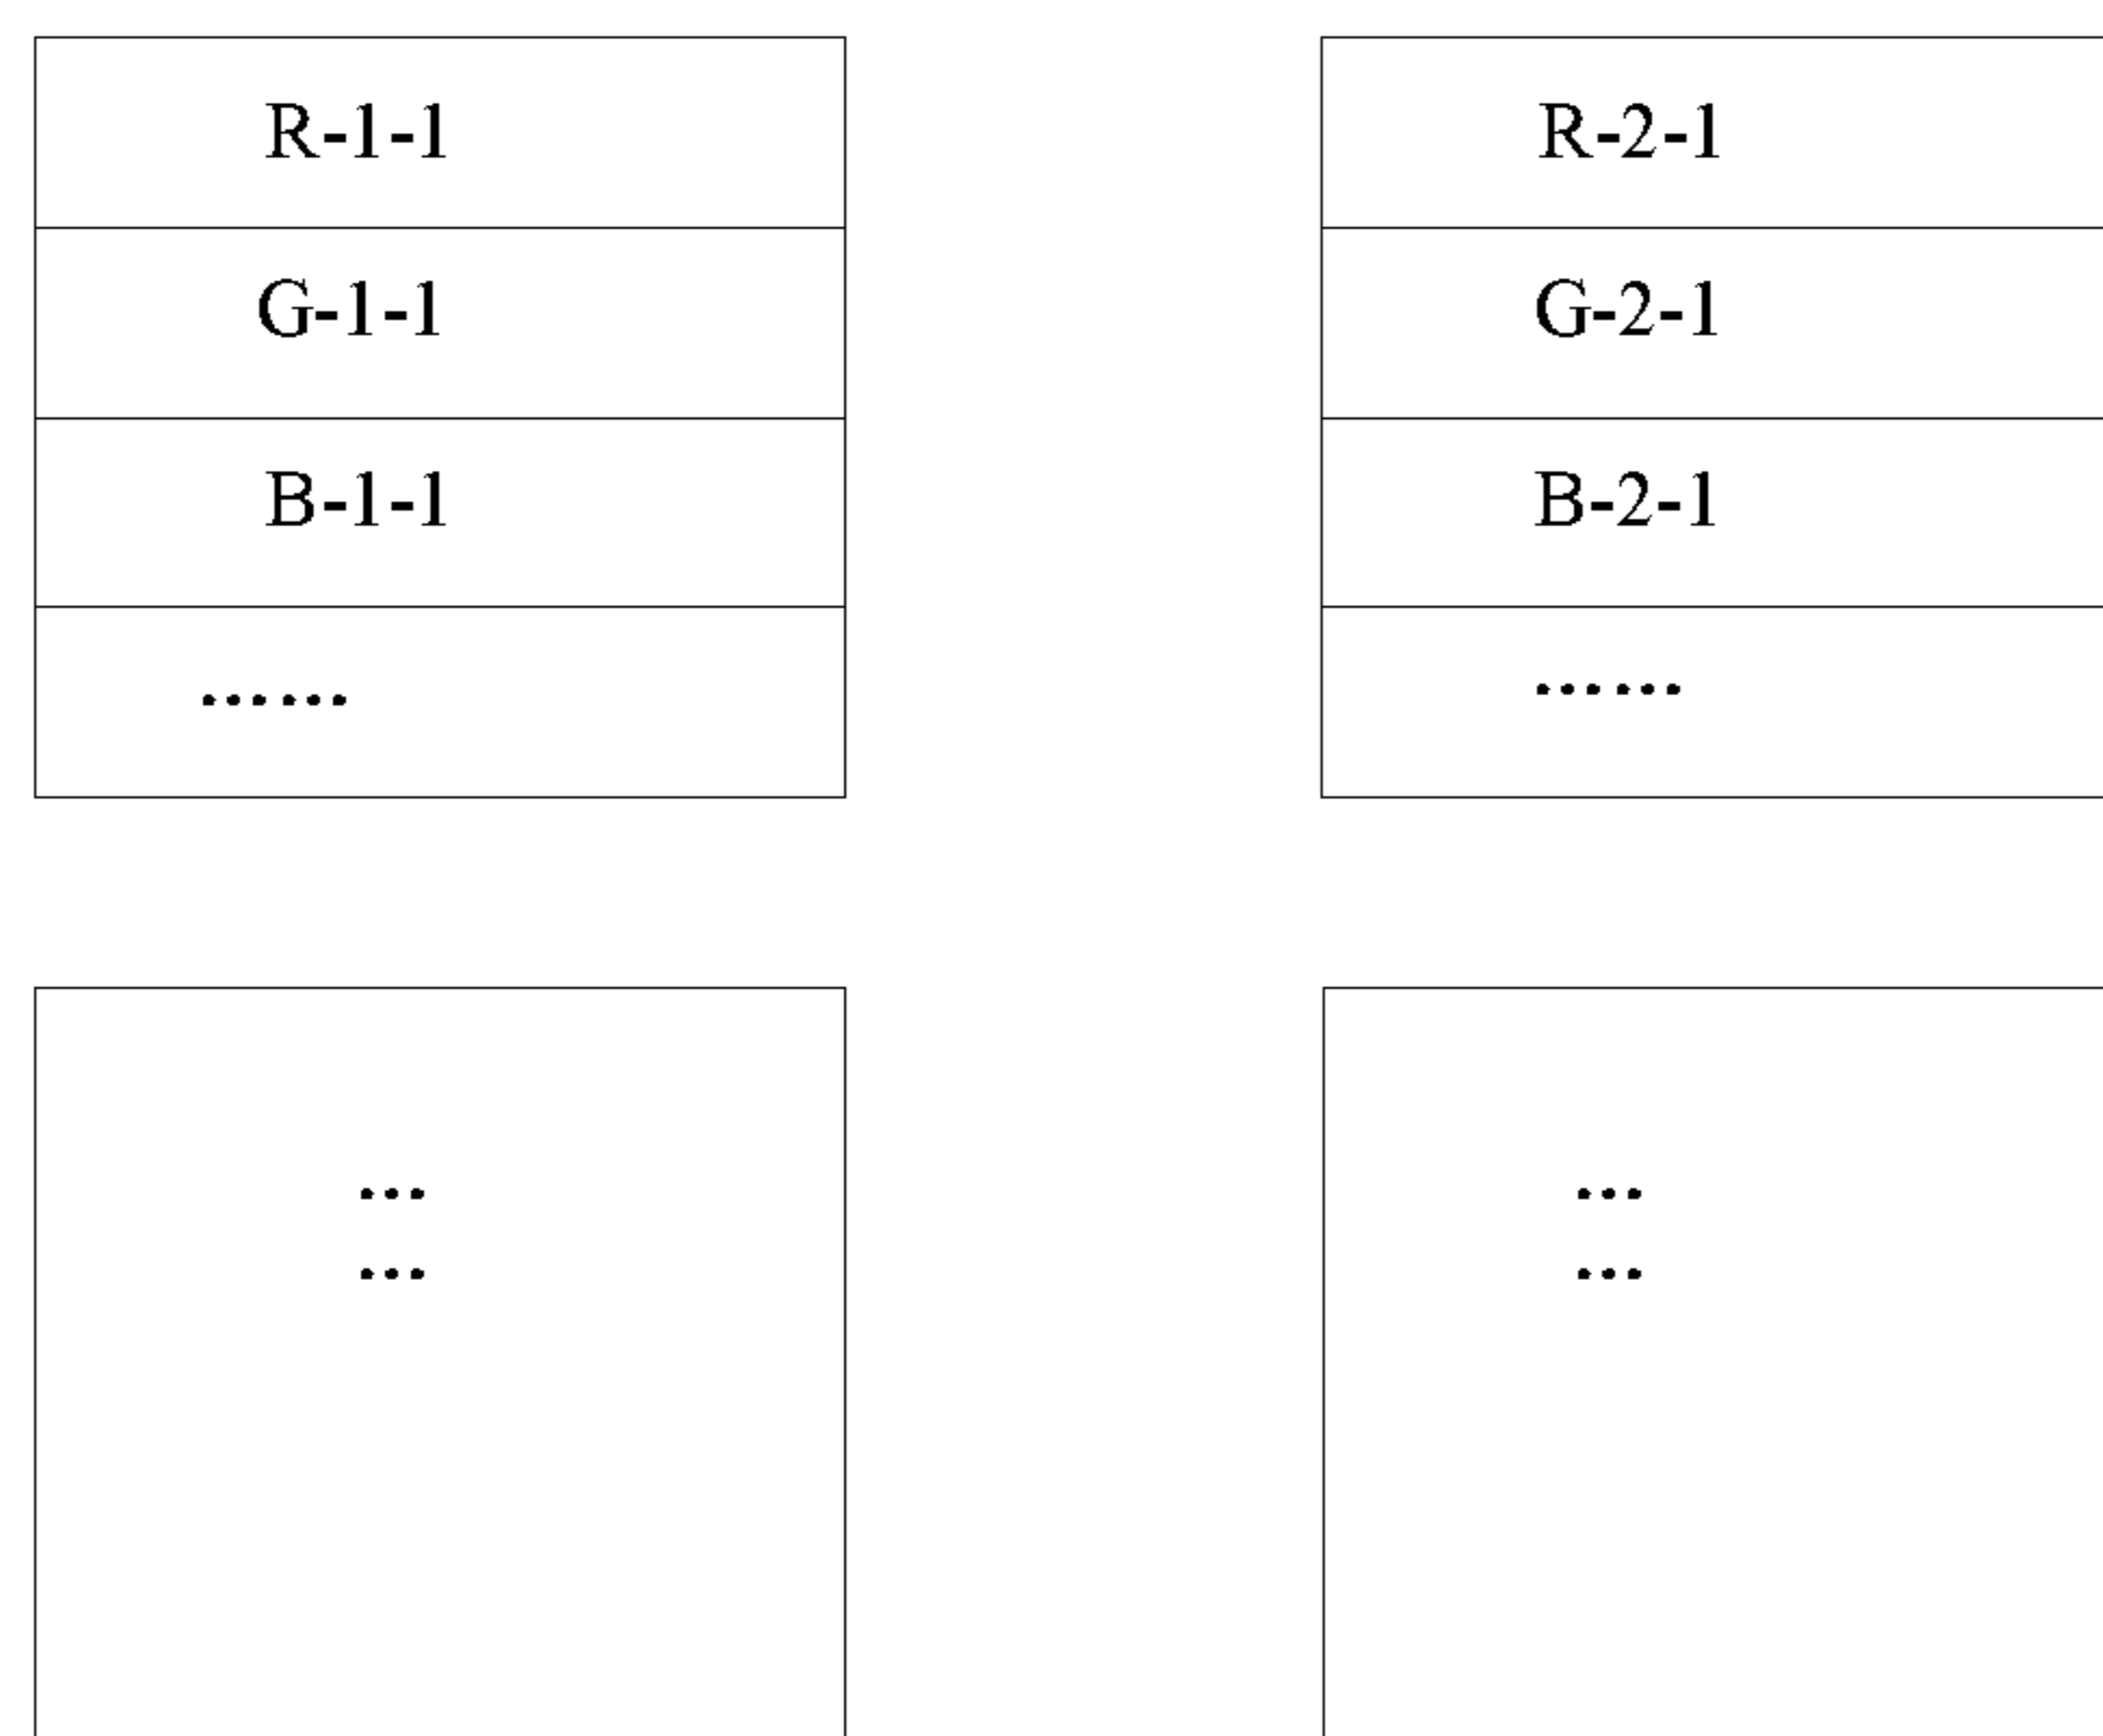 R-1-1
G-1-1
B-1-1
……
R-2-1
G-2-1
B-2-1
……
…
…
…
…